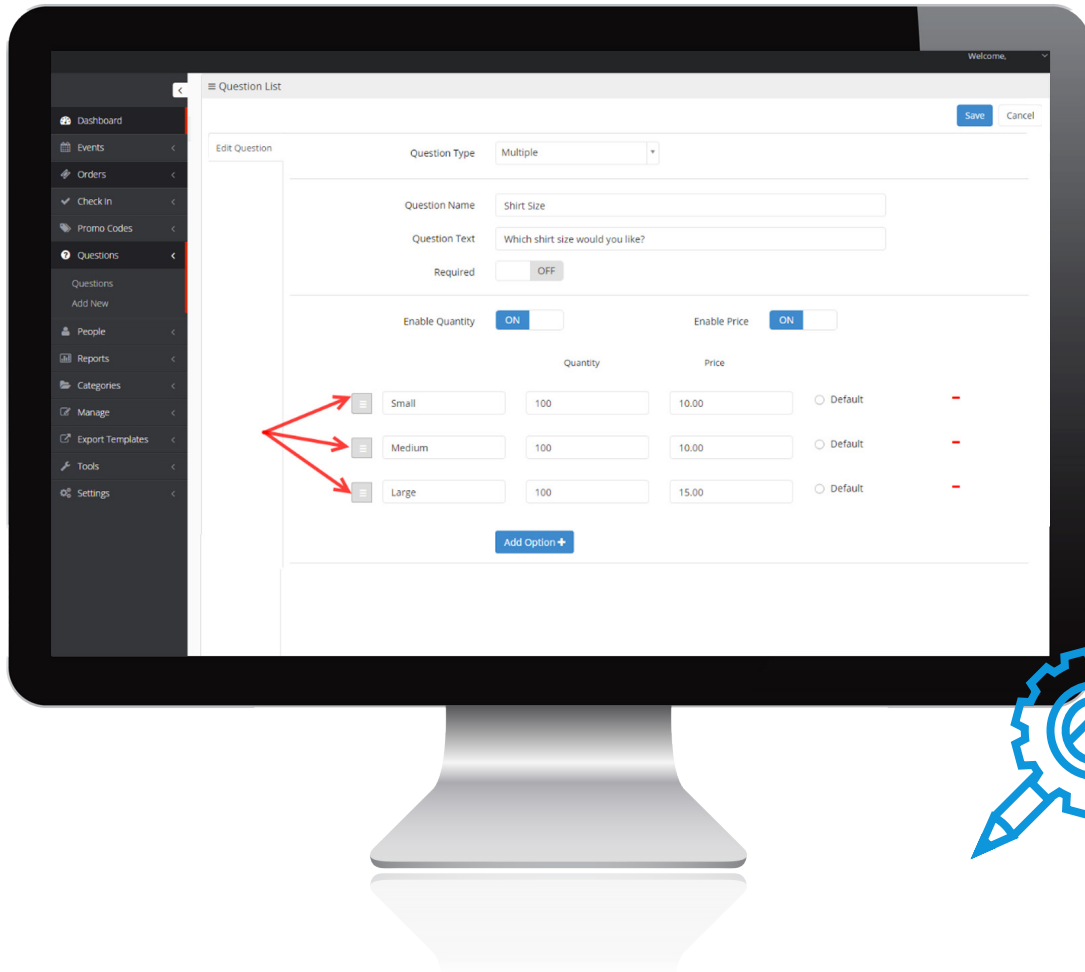 Welcome,
Question List
Save Cancel
Dashboard
Events
Orders
Check In
Promo Codes
Questions
Questions
Add New
People
Reports
Categories
Manage
Export Templates
Tools
Settings
Edit Question
Question Type Multiple
Question Name Shirt Size
Question Text Which shirt size would you like?
Required OFF
Enable Quantity ON Enable Price ON
Quantity Price
Small 100 10.00 Default
Medium 100 10.00 Default
Large 100 15.00 Default
Add Option +